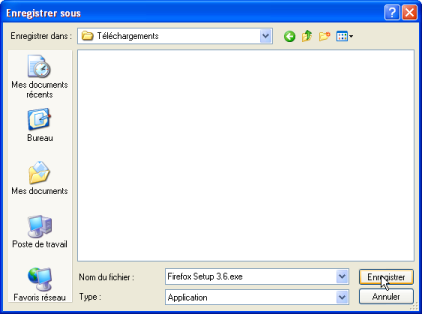 Enregistrer sous
Enregistrer dans : Téléchargements
Mes documents
récents
Bureau
Mes documents
Poste de travail
Favoris réseau
Nom du fichier : Firefox Setup 3.6.exe Enregistrer
Type : Application Annuler